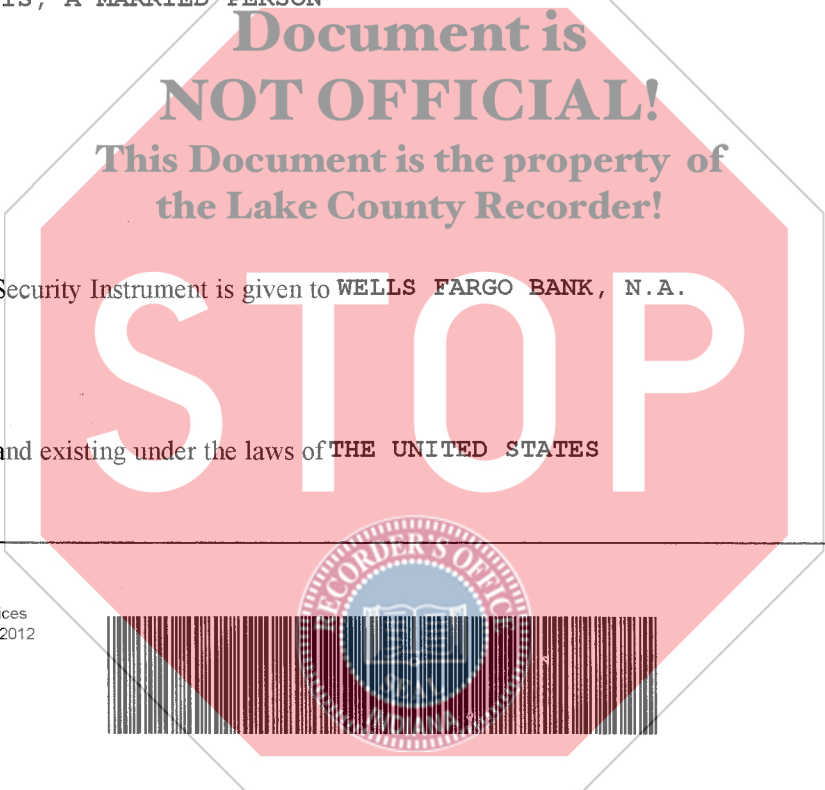 A MARRIED PERSON
Document is
NOT OFFICIAL!
This Document is the property of
the Lake County Recorder!
Security Instrument is given to WELLS FARGO BANK, N.A.
STOP
and existing under the laws of THE UNITED STATES
RECORDER'S OFFICE
ices
2012
SEAL
INDIANA